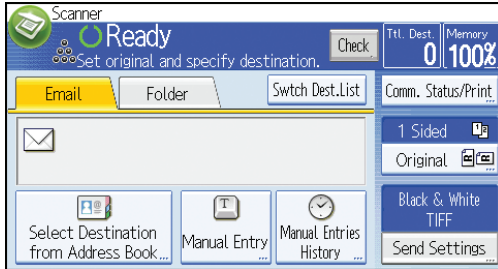 Scanner
Ready
Set original and specify destination.
Check
Ttl. Dest.
0
Memory
100%
Email
Folder
Swtch Dest.List
Comm. Status/Print
1 Sided
Original
Select Destination
from Address Book
T
Manual Entry
Manual Entries
History
Black & White
TIFF
Send Settings